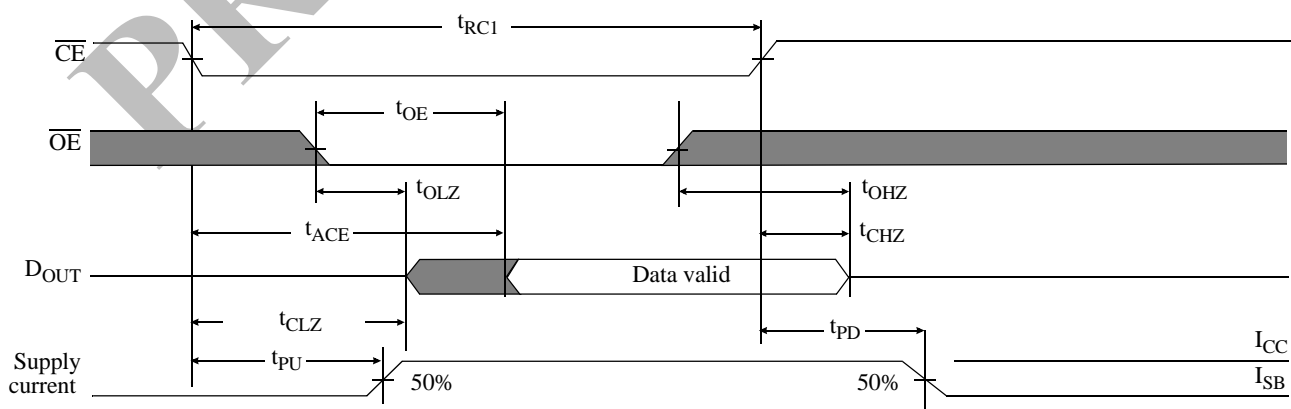 tRC1
CE
tOE
OE
tOLZ
tOHZ
tACE
tCHZ
DOUT
Data valid
tCLZ
tPD
tPU
ICC
Supply
current
50%
50%
ISB